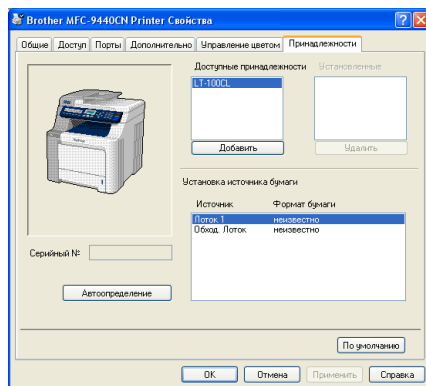 Brother MFC-9440CN Printer Свойства
Общие Доступ Порты Дополнительно Управление цветом Принадлежности
Доступные принадлежности Установленные
LT-100CL
Добавить Удалить
Установка источника бумаги
Источник Формат бумаги
Лоток 1 неизвестно
Обход. Лоток неизвестно
Серийный №
Автоопределение
По умолчанию
OK Отмена Применить Справка